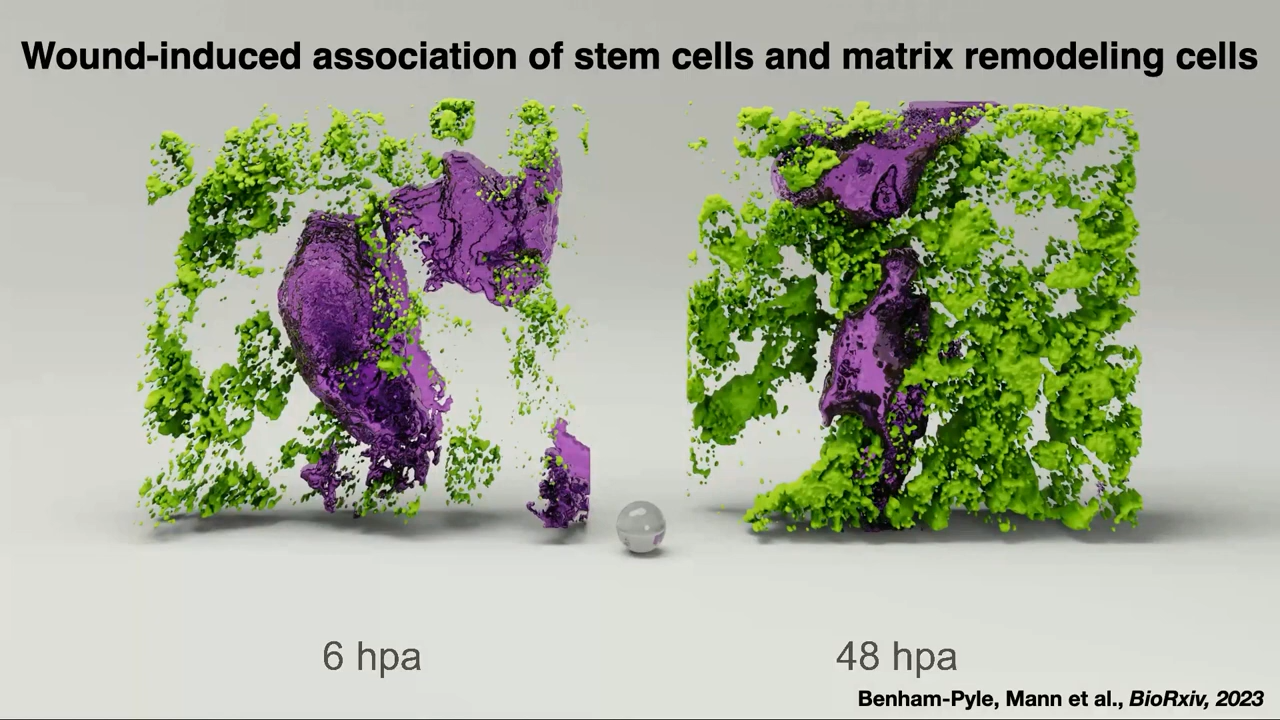 Wound-induced association of stem cells and matrix remodeling cells
6 hpa
48 hpa
Benham-Pyle, Mann et al., BioRxiv, 2023